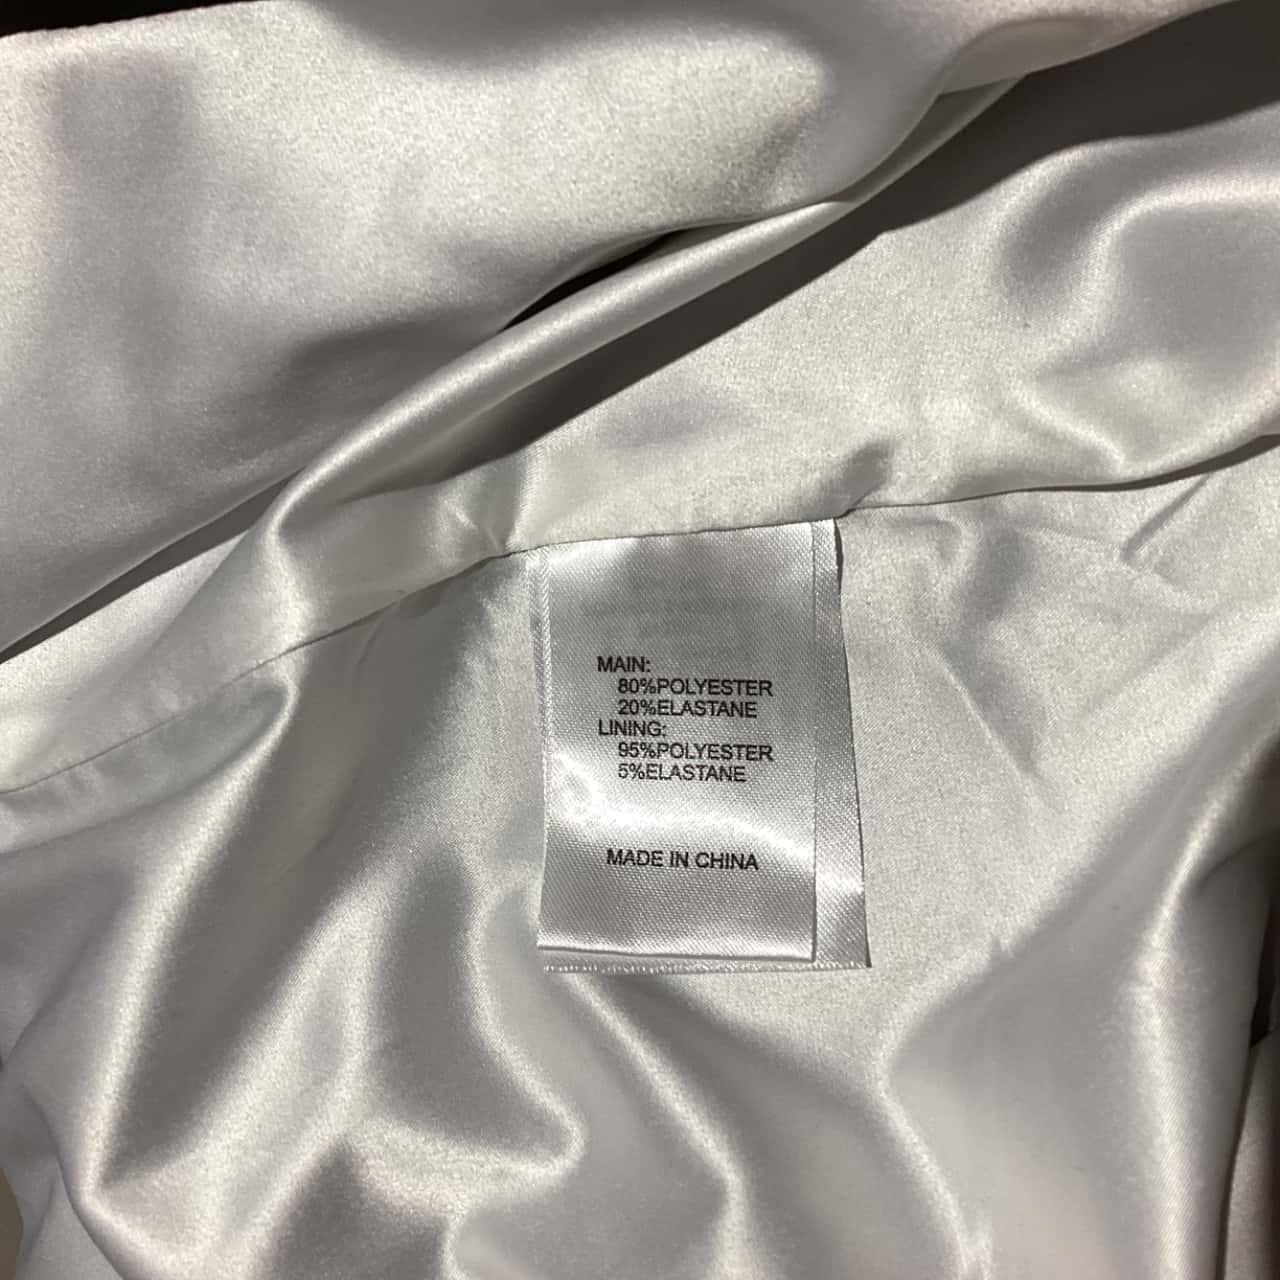 MAIN:
80%POLYESTER
20%ELASTANE
LINING:
95%POLYESTER
5%ELASTANE
MADE IN CHINA